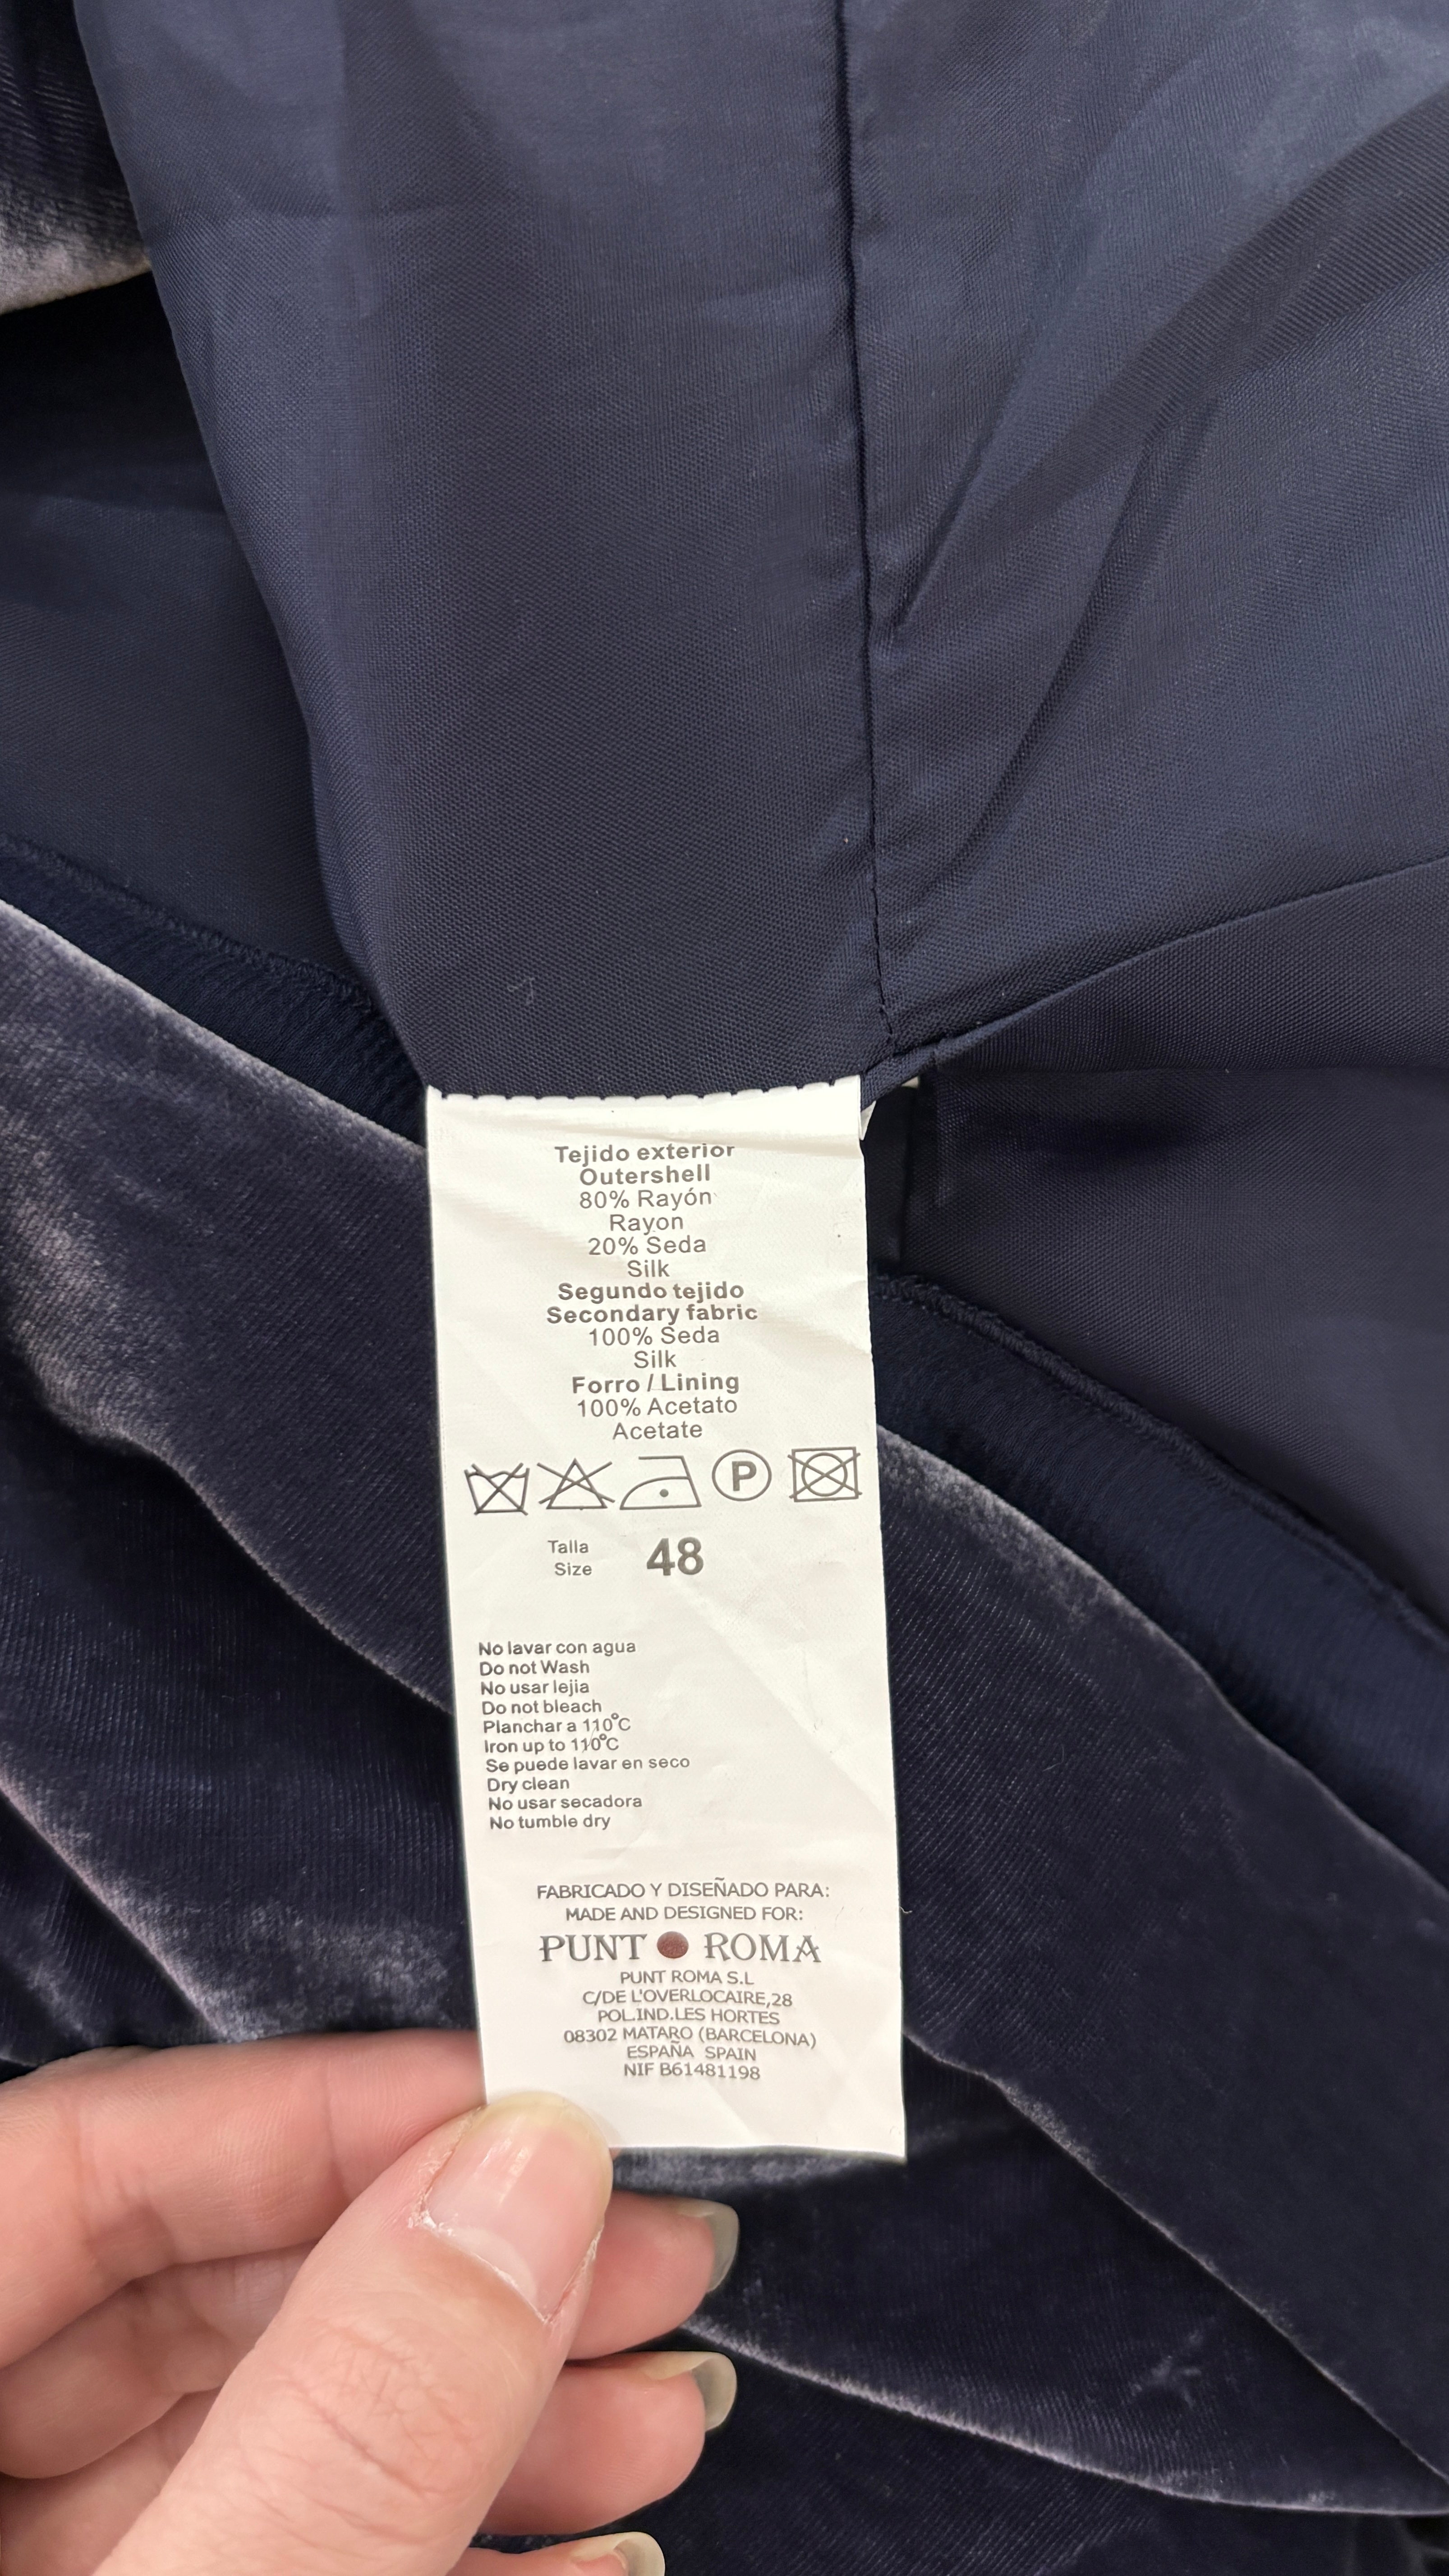 Tejido exterior
Outershell
80% Rayón
Rayon
20% Seda
Silk
Segundo tejido
Secondary fabric
100% Seda
Silk
Forro / Lining
100% Acetato
Acetate
P
Talla
Size 48
No lavar con agua
Do not Wash
No usar lejia
Do not bleach
Planchar a 110°C
Iron up to 110°C
Se puede lavar en seco
Dry clean
No usar secadora
No tumble dry
FABRICADO Y DISEÑADO PARA:
MADE AND DESIGNED FOR:
PUNT ROMA
PUNT ROMA S.L
C/DE L'OVERLOCAIRE,28
POL.IND.LES HORTES
08302 MATARO (BARCELONA)
ESPAÑA SPAIN
NIF B61481198